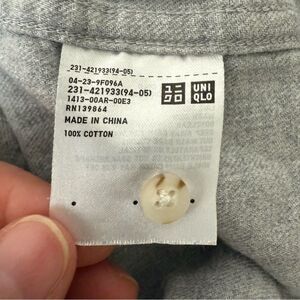 231-421933(94-05)
04-23-9F096A
231-421933(94-05)
1413-00AR-00E3
RN139864
MADE IN CHINA
100% COTTON
ユニ
クロ
UNI
QLO